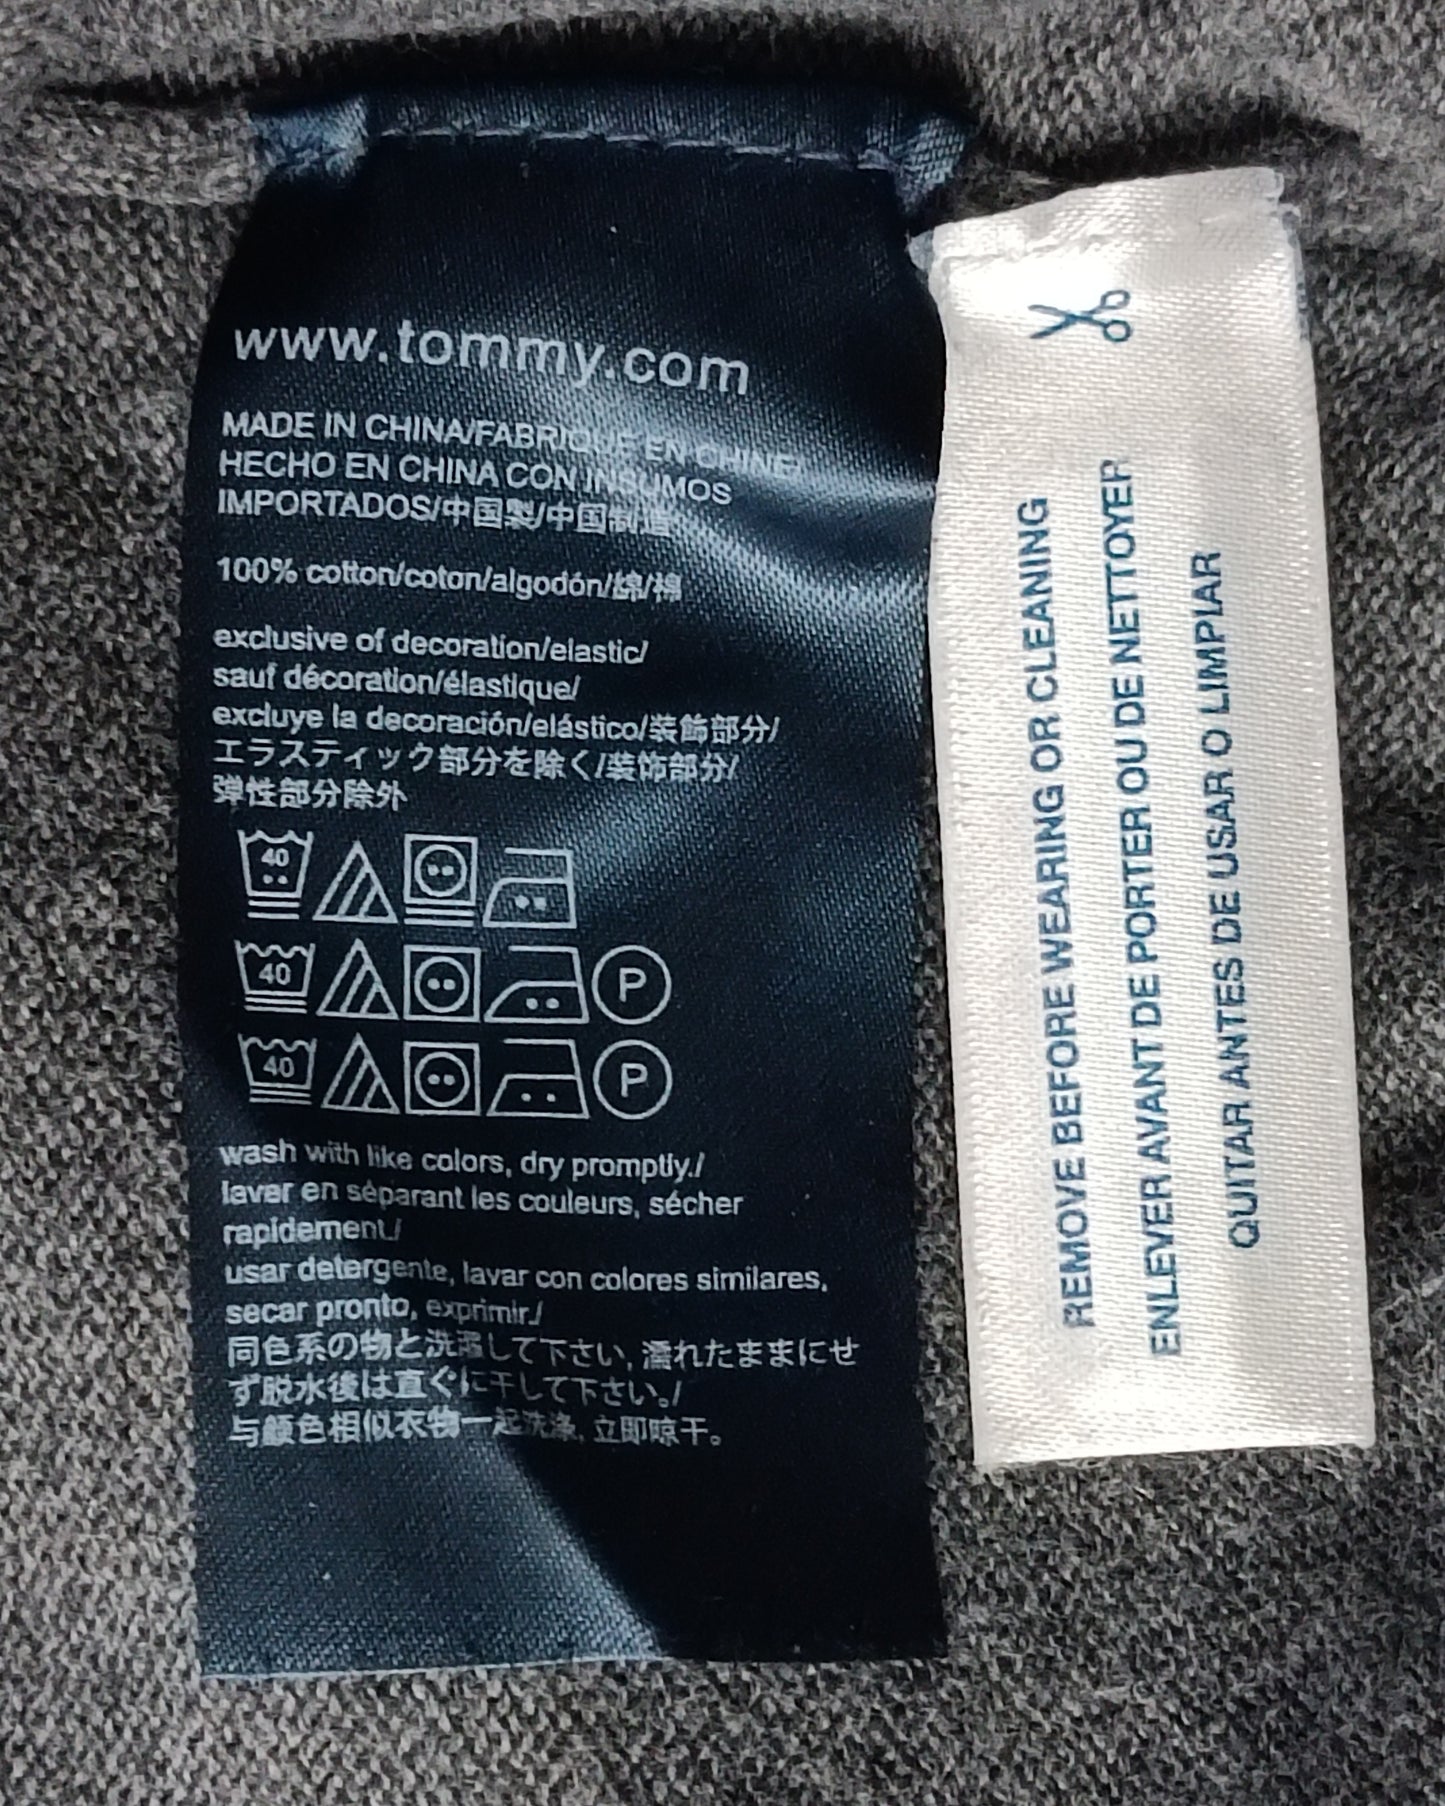 www.tommy.com
MADE IN CHINA/FABRIQUE EN CHINE/
HECHO EN CHINA CON INSUMOS
IMPORTADOS/中国製/中国制造
100% cotton/coton/algodón/綿/棉
exclusive of decoration/elastic/
sauf décoration/élastique/
excluye la decoración/elástico/装飾部分/
エラスティック部分を除く/装饰部分/
弹性部分除外
40
40
P
40
P
wash with like colors, dry promptly./
laver en séparant les couleurs, sécher
rapidement./
usar detergente, lavar con colores similares,
secar pronto, exprimir./
同色系の物と洗濯して下さい, 濡れたままにせ
ず脱水後は直ぐに干して下さい。/
与颜色相似衣物一起洗涤, 立即晾干。
REMOVE BEFORE WEARING OR CLEANING
ENLEVER AVANT DE PORTER OU DE NETTOYER
QUITAR ANTES DE USAR O LIMPIAR